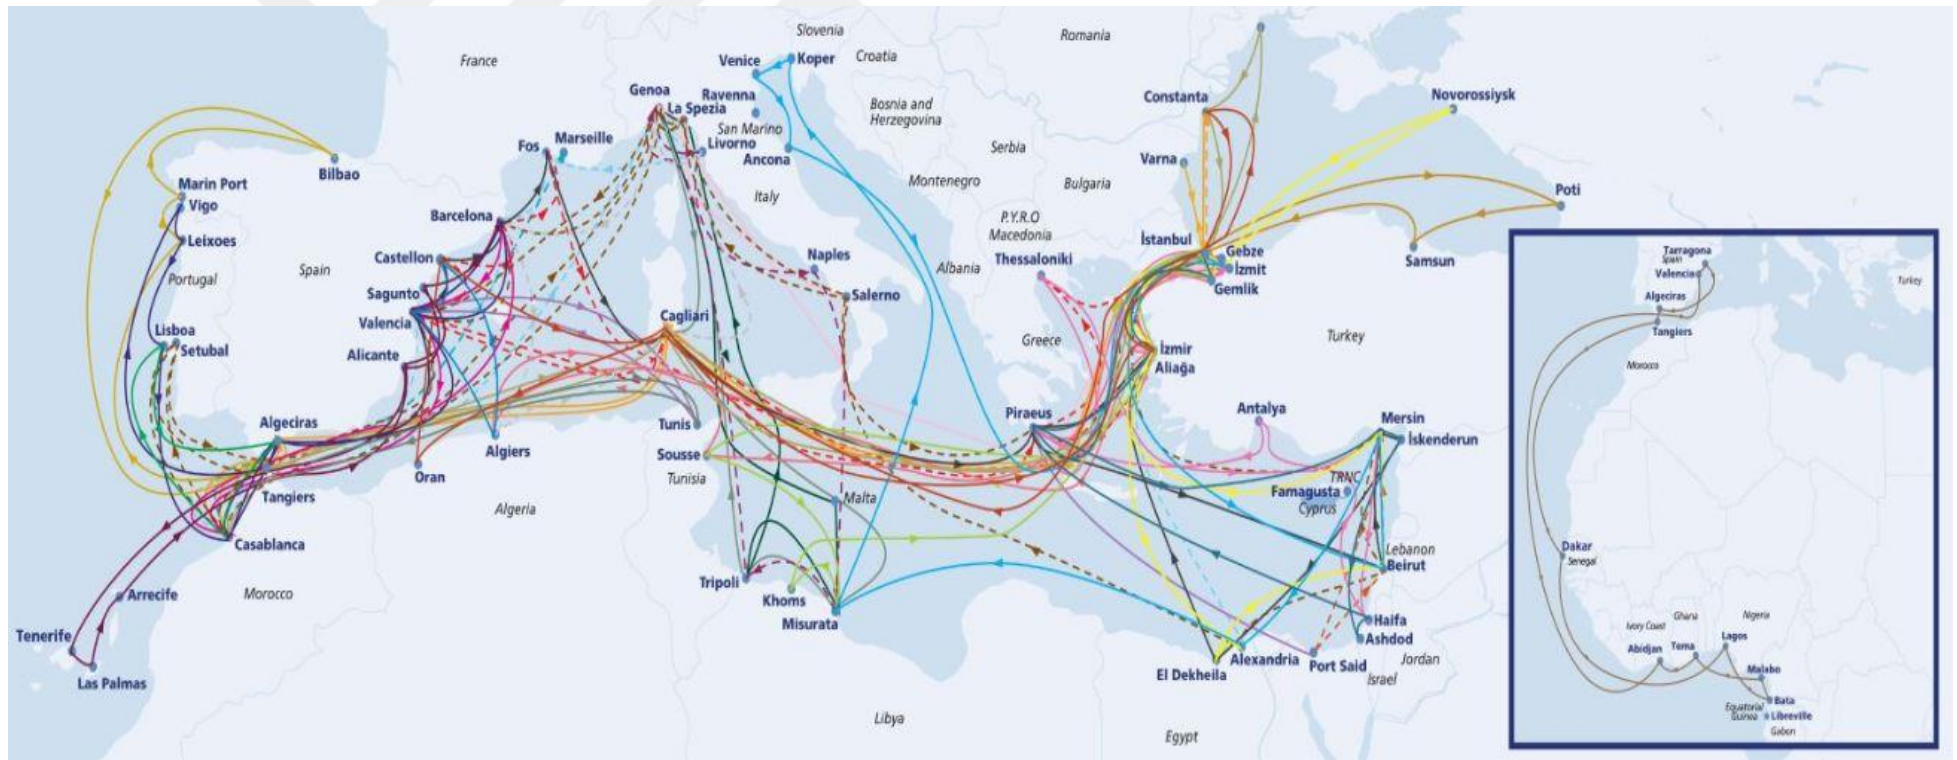 Slovenia
Romania
France
Venice
Koper
Croatia
Genoa
La Spezia
Ravenna
San Marino
Livorno
Ancona
Bosnia and
Herzegovina
Constanta
Novorossiysk
Fos
Marseille
Bilbao
Serbia
Varna
Bulgaria
Marin Port
Vigo
Leixoes
Portugal
Spain
Barcelona
Italy
Montenegro
P.Y.R.O
Macedonia
Thessaloniki
Albania
İstanbul
Gebze
İzmit
Gemlik
Samsun
Poti
Castellon
Sagunto
Valencia
Alicante
Naples
Salerno
Cagliari
Lisboa
Setubal
Greece
Turkey
İzmir
Aliağa
Algeciras
Tangiers
Casablanca
Oran
Algiers
Tunis
Sousse
Tunisia
Algeria
Malta
Piraeus
Antalya
Mersin
İskenderun
TRNC
Famagusta
Cyprus
Lebanon
Beirut
Morocco
Arrecife
Tenerife
Las Palmas
Tripoli
Khoms
Misurata
Libya
El Dekheila
Alexandria
Port Said
Haifa
Ashdod
Jordan
Israel
Egypt
Tarragona
Spain
Valencia
Algeciras
Tangiers
Morocco
Turkey
Dakar
Senegal
Ivory Coast
Ghana
Nigeria
Abidjan
Tema
Lagos
Malabo
Bata
Equatorial
Guinea
Libreville
Gabon